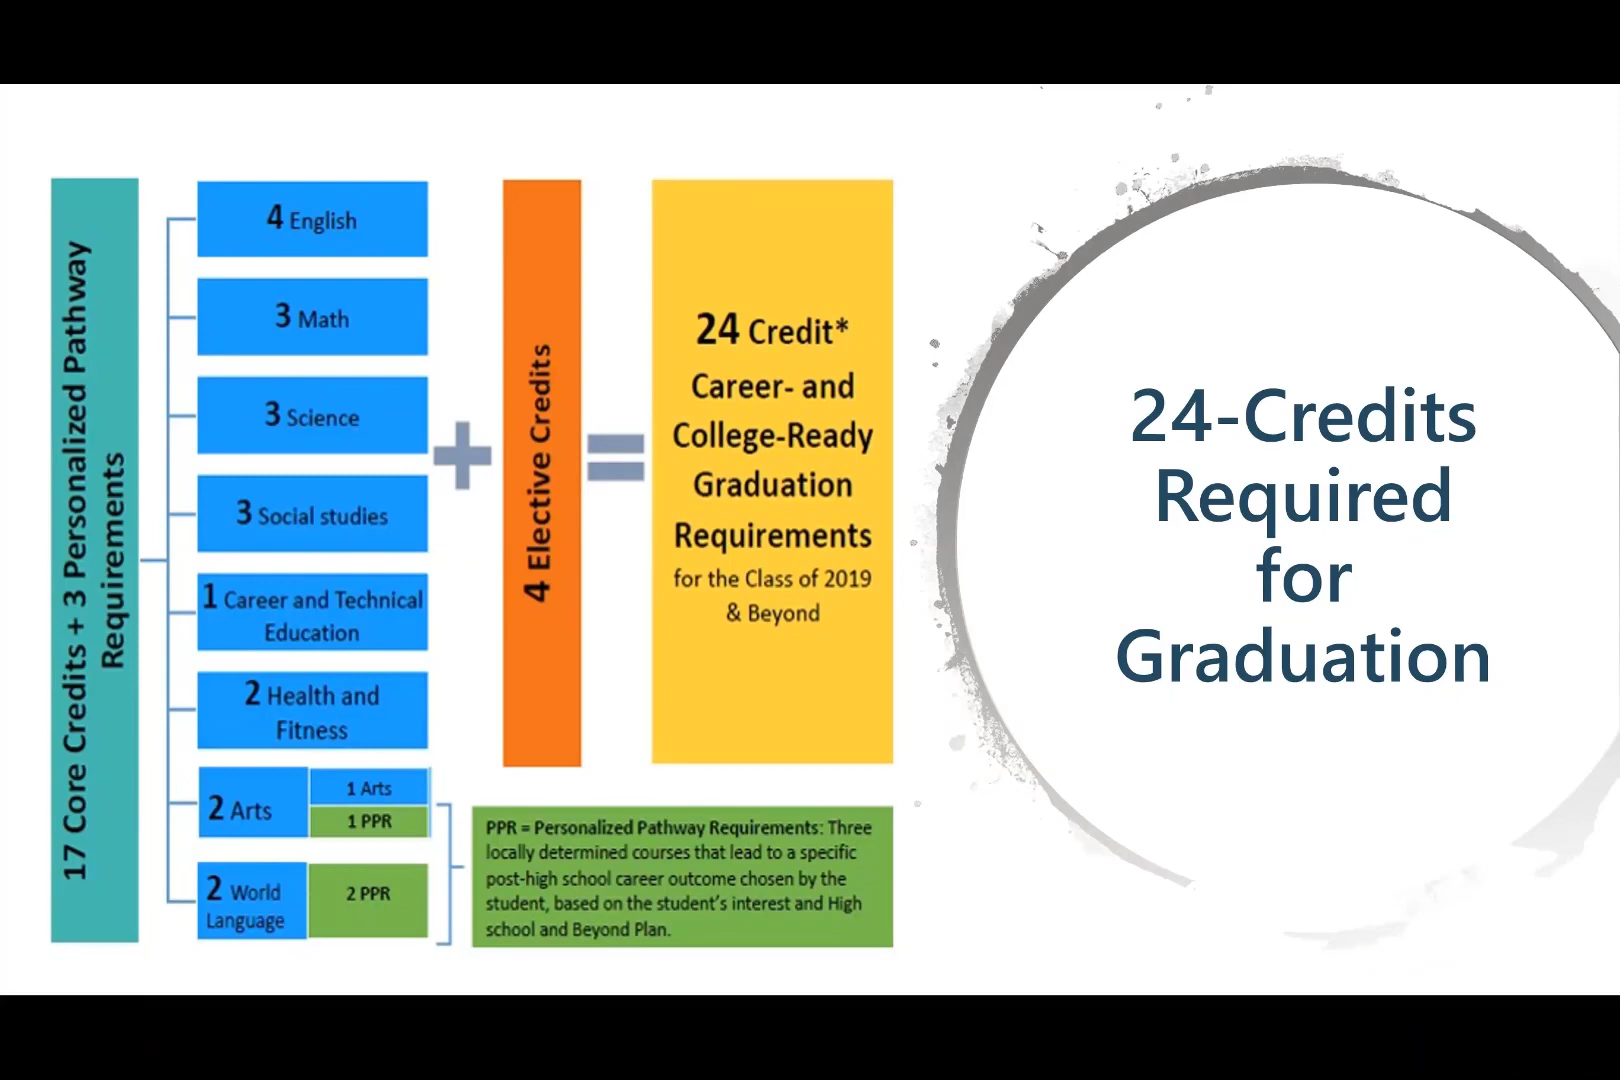 17 Core Credits + 3 Personalized Pathway
Requirements
4 English
3 Math
3 Science
3 Social studies
1 Career and Technical
Education
2 Health and
Fitness
2 Arts
1 Arts
1 PPR
2 World
Language
2 PPR
4 Elective Credits
24 Credit*
Career- and
College-Ready
Graduation
Requirements
for the Class of 2019
& Beyond
PPR = Personalized Pathway Requirements: Three
locally determined courses that lead to a specific
post-high school career outcome chosen by the
student, based on the student's interest and High
school and Beyond Plan.
24-Credits
Required
for
Graduation